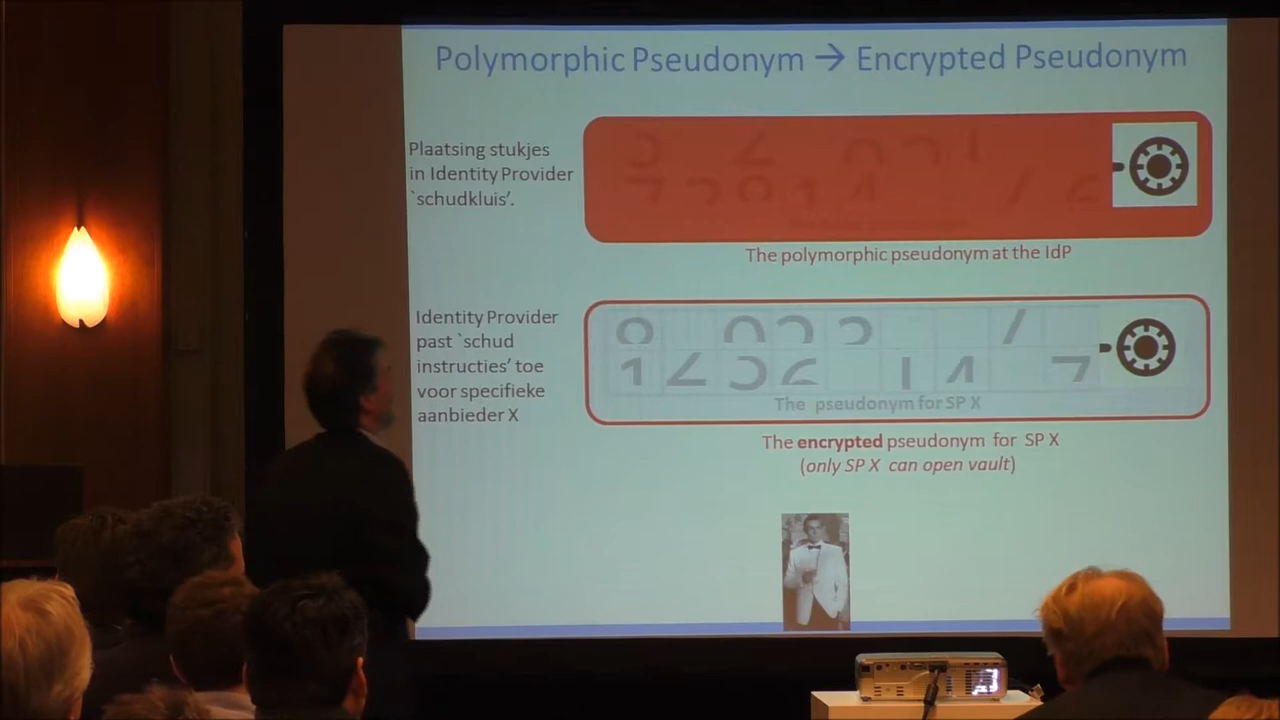 Polymorphic Pseudonym → Encrypted Pseudonym
Plaatsing stukjes
in Identity Provider
`schudkluis'.
The polymorphic pseudonym at the IdP
Identity Provider
past `schud
instructies' toe
voor specifieke
aanbieder X
The pseudonym for SP X
The encrypted pseudonym for SP X
(only SP X can open vault)